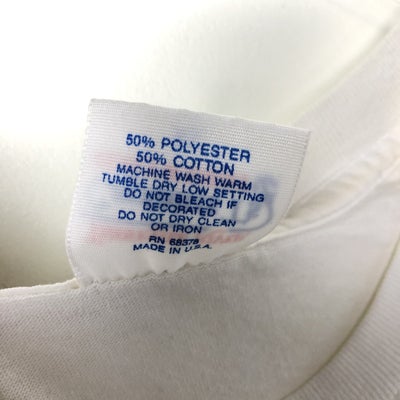 50% POLYESTER
50% COTTON
MACHINE WASH WARM
TUMBLE DRY LOW SETTING
DO NOT BLEACH IF
DECORATED
DO NOT DRY CLEAN
OR IRON
RN 68378
MADE IN U.S.A.